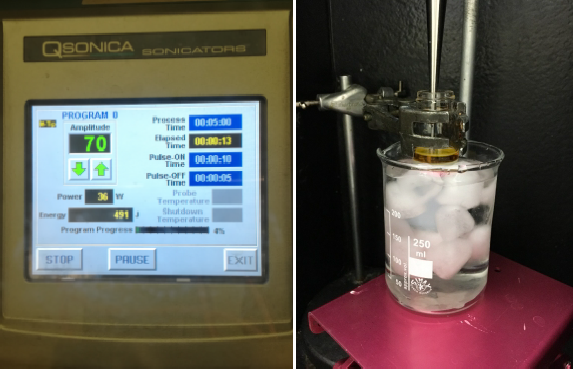 QSONICA SONICATORS
PROGRAM 0
Amplitude
70
Process Time 00:05:00
Elapsed Time 00:00:13
Pulse-ON Time 00:00:10
Pulse-OFF Time 00:00:05
Power 36 W
Probe Temperature
Energy 491 J
Shutdown Temperature
Program Progress 4%
STOP PAUSE EXIT
200
150
100
50
250
ml